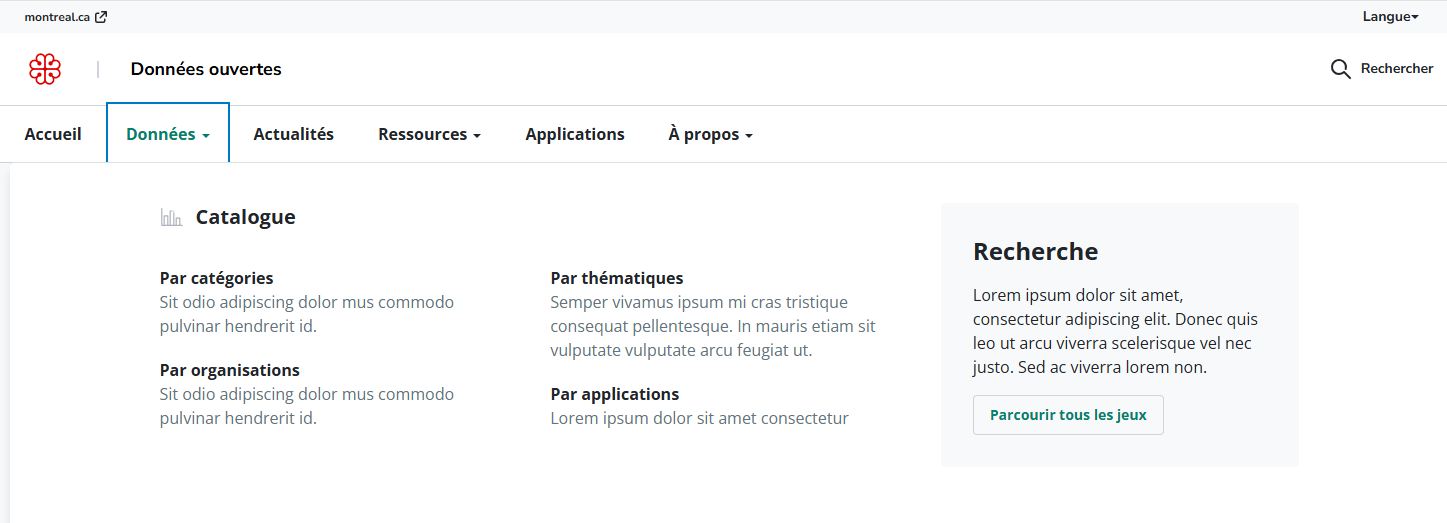 montreal.ca
Langue
Données ouvertes
Rechercher
Accueil
Données
Actualités
Ressources
Applications
À propos
Catalogue
Par catégories
Sit odio adipiscing dolor mus commodo
pulvinar hendrerit id.
Par organisations
Sit odio adipiscing dolor mus commodo
pulvinar hendrerit id.
Par thématiques
Semper vivamus ipsum mi cras tristique
consequat pellentesque. In mauris etiam sit
vulputate vulputate arcu feugiat ut.
Par applications
Lorem ipsum dolor sit amet consectetur
Recherche
Lorem ipsum dolor sit amet,
consectetur adipiscing elit. Donec quis
leo ut arcu viverra scelerisque vel nec
justo. Sed ac viverra lorem non.
Parcourir tous les jeux